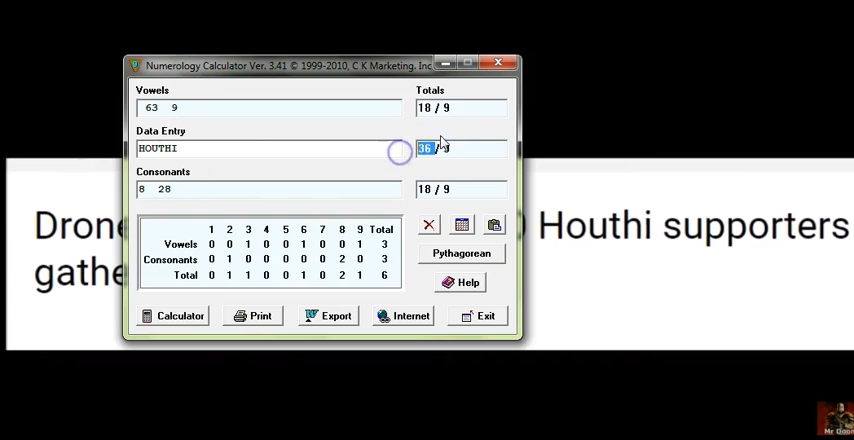 Numerology Calculator Ver. 3.41 © 1999-2010, C K Marketing. Inc
Vowels
Totals
63 9
18 / 9
Data Entry
HOUTHI
36 / 9
Consonants
8 28
18 / 9
1 2 3 4 5 6 7 8 9 Total
Vowels 0 0 1 0 0 1 0 0 1 3
Consonants 0 1 0 0 0 0 0 2 0 3
Total 0 1 1 0 0 1 0 2 1 6
Pythagorean
Help
Calculator
Print
Export
Internet
Exit
Houthi supporters